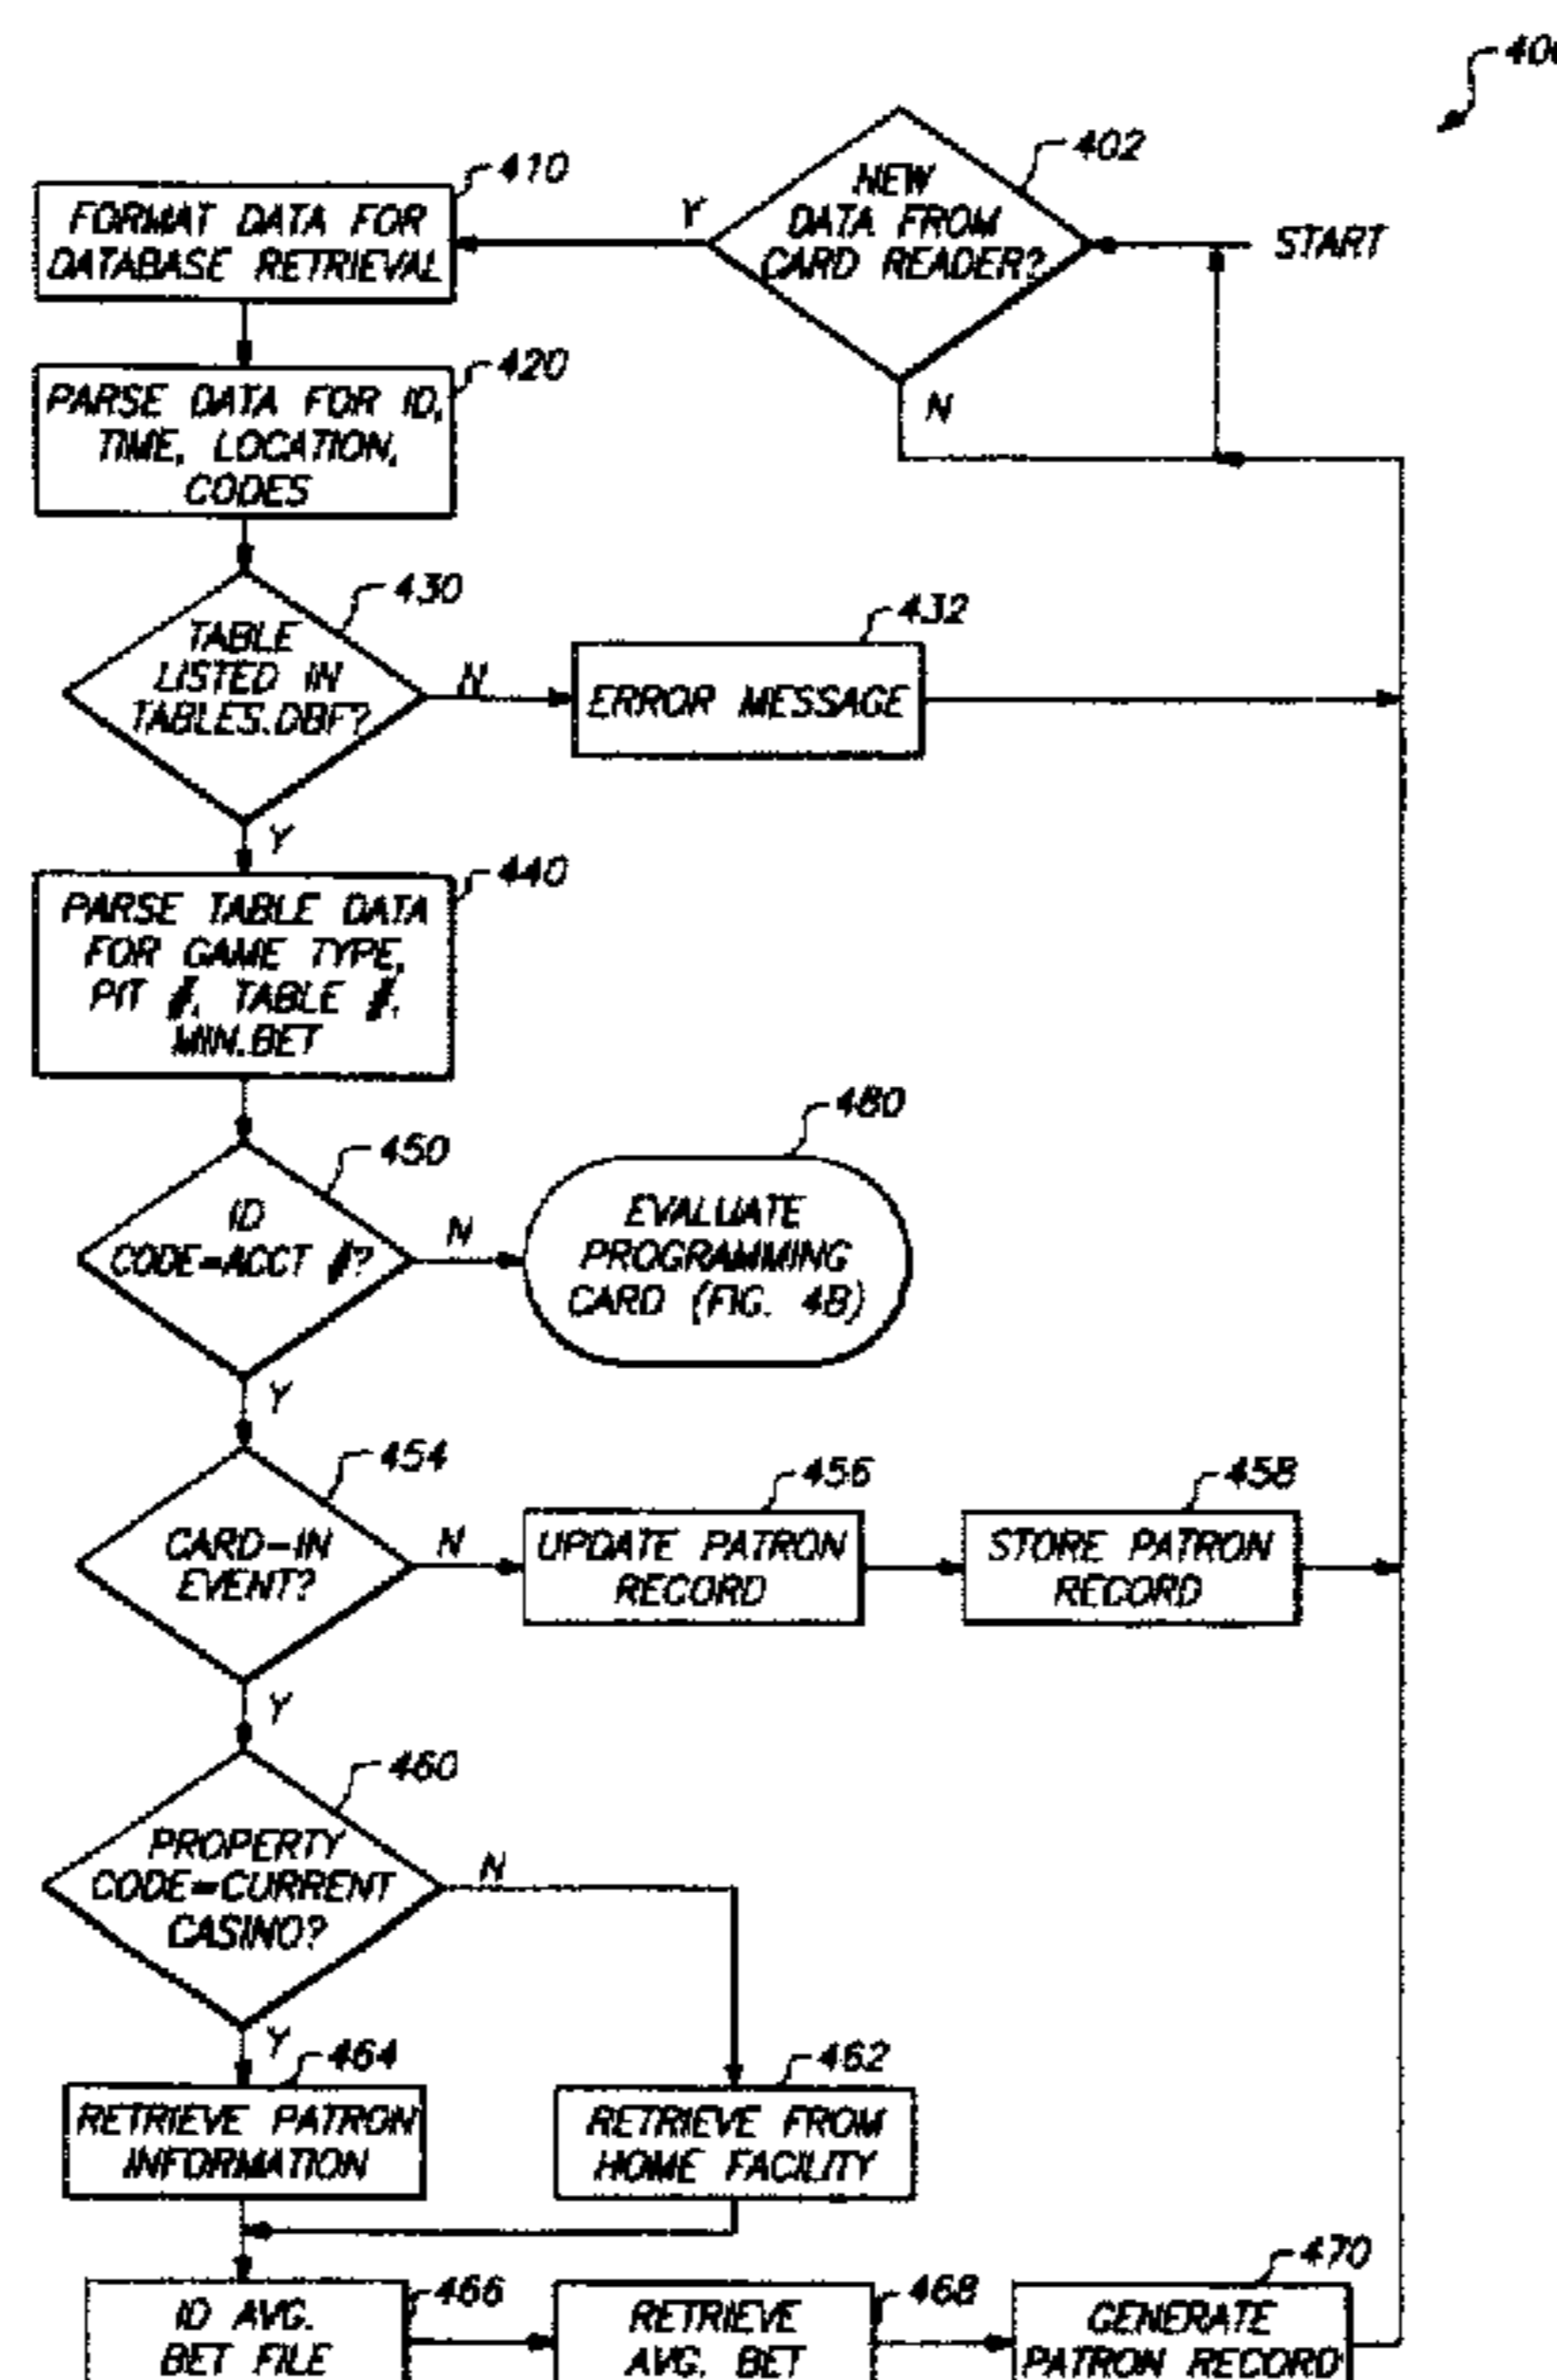 400
402
NEW
DATA FROM
CARD READER?
START
Y
N
410
FORMAT DATA FOR
DATABASE RETRIEVAL
420
PARSE DATA FOR ID,
TIME, LOCATION,
CODES
430
TABLE
LISTED IN
TABLES.DBF?
N
432
ERROR MESSAGE
Y
440
PARSE TABLE DATA
FOR GAME TYPE,
PIT #, TABLE #,
MIN.BET
450
ID
CODE=ACCT #?
N
480
EVALUATE
PROGRAMMING
CARD (FIG. 4B)
Y
454
CARD-IN
EVENT?
N
456
UPDATE PATRON
RECORD
458
STORE PATRON
RECORD
Y
460
PROPERTY
CODE=CURRENT
CASINO?
N
Y
464
RETRIEVE PATRON
INFORMATION
462
RETRIEVE FROM
HOME FACILITY
466
ID AVG.
BET FILE
468
RETRIEVE
AVG. BET
470
GENERATE
PATRON RECORD